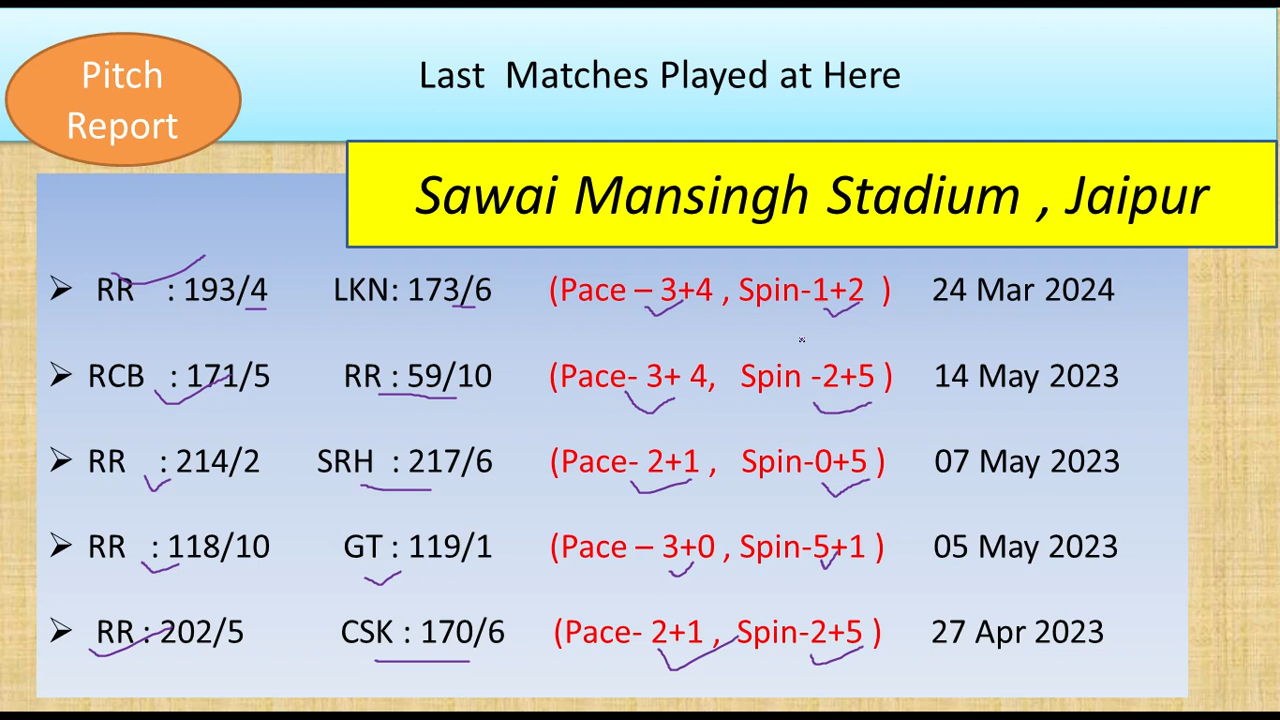 Pitch
Report
Last Matches Played at Here
Sawai Mansingh Stadium , Jaipur
➢ RR : 193/4 LKN: 173/6 (Pace – 3+4 , Spin-1+2 ) 24 Mar 2024
➢ RCB : 171/5 RR : 59/10 (Pace- 3+ 4, Spin -2+5 ) 14 May 2023
➢ RR : 214/2 SRH : 217/6 (Pace- 2+1 , Spin-0+5 ) 07 May 2023
➢ RR : 118/10 GT : 119/1 (Pace – 3+0 , Spin-5+1 ) 05 May 2023
➢ RR : 202/5 CSK : 170/6 (Pace- 2+1 , Spin-2+5 ) 27 Apr 2023